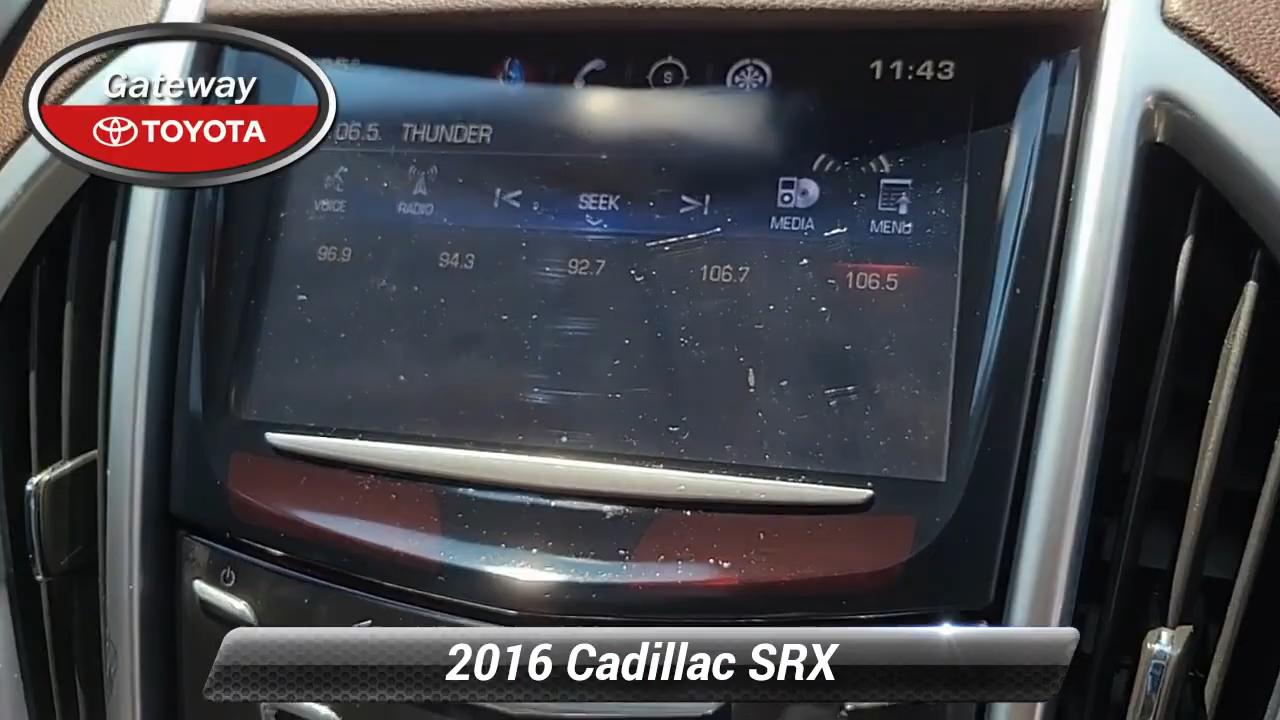 Gateway
TOYOTA
11:43
S
106.5 THUNDER
VOICE RADIO SEEK MEDIA MENU
96.9 94.3 92.7 106.7 106.5
2016 Cadillac SRX